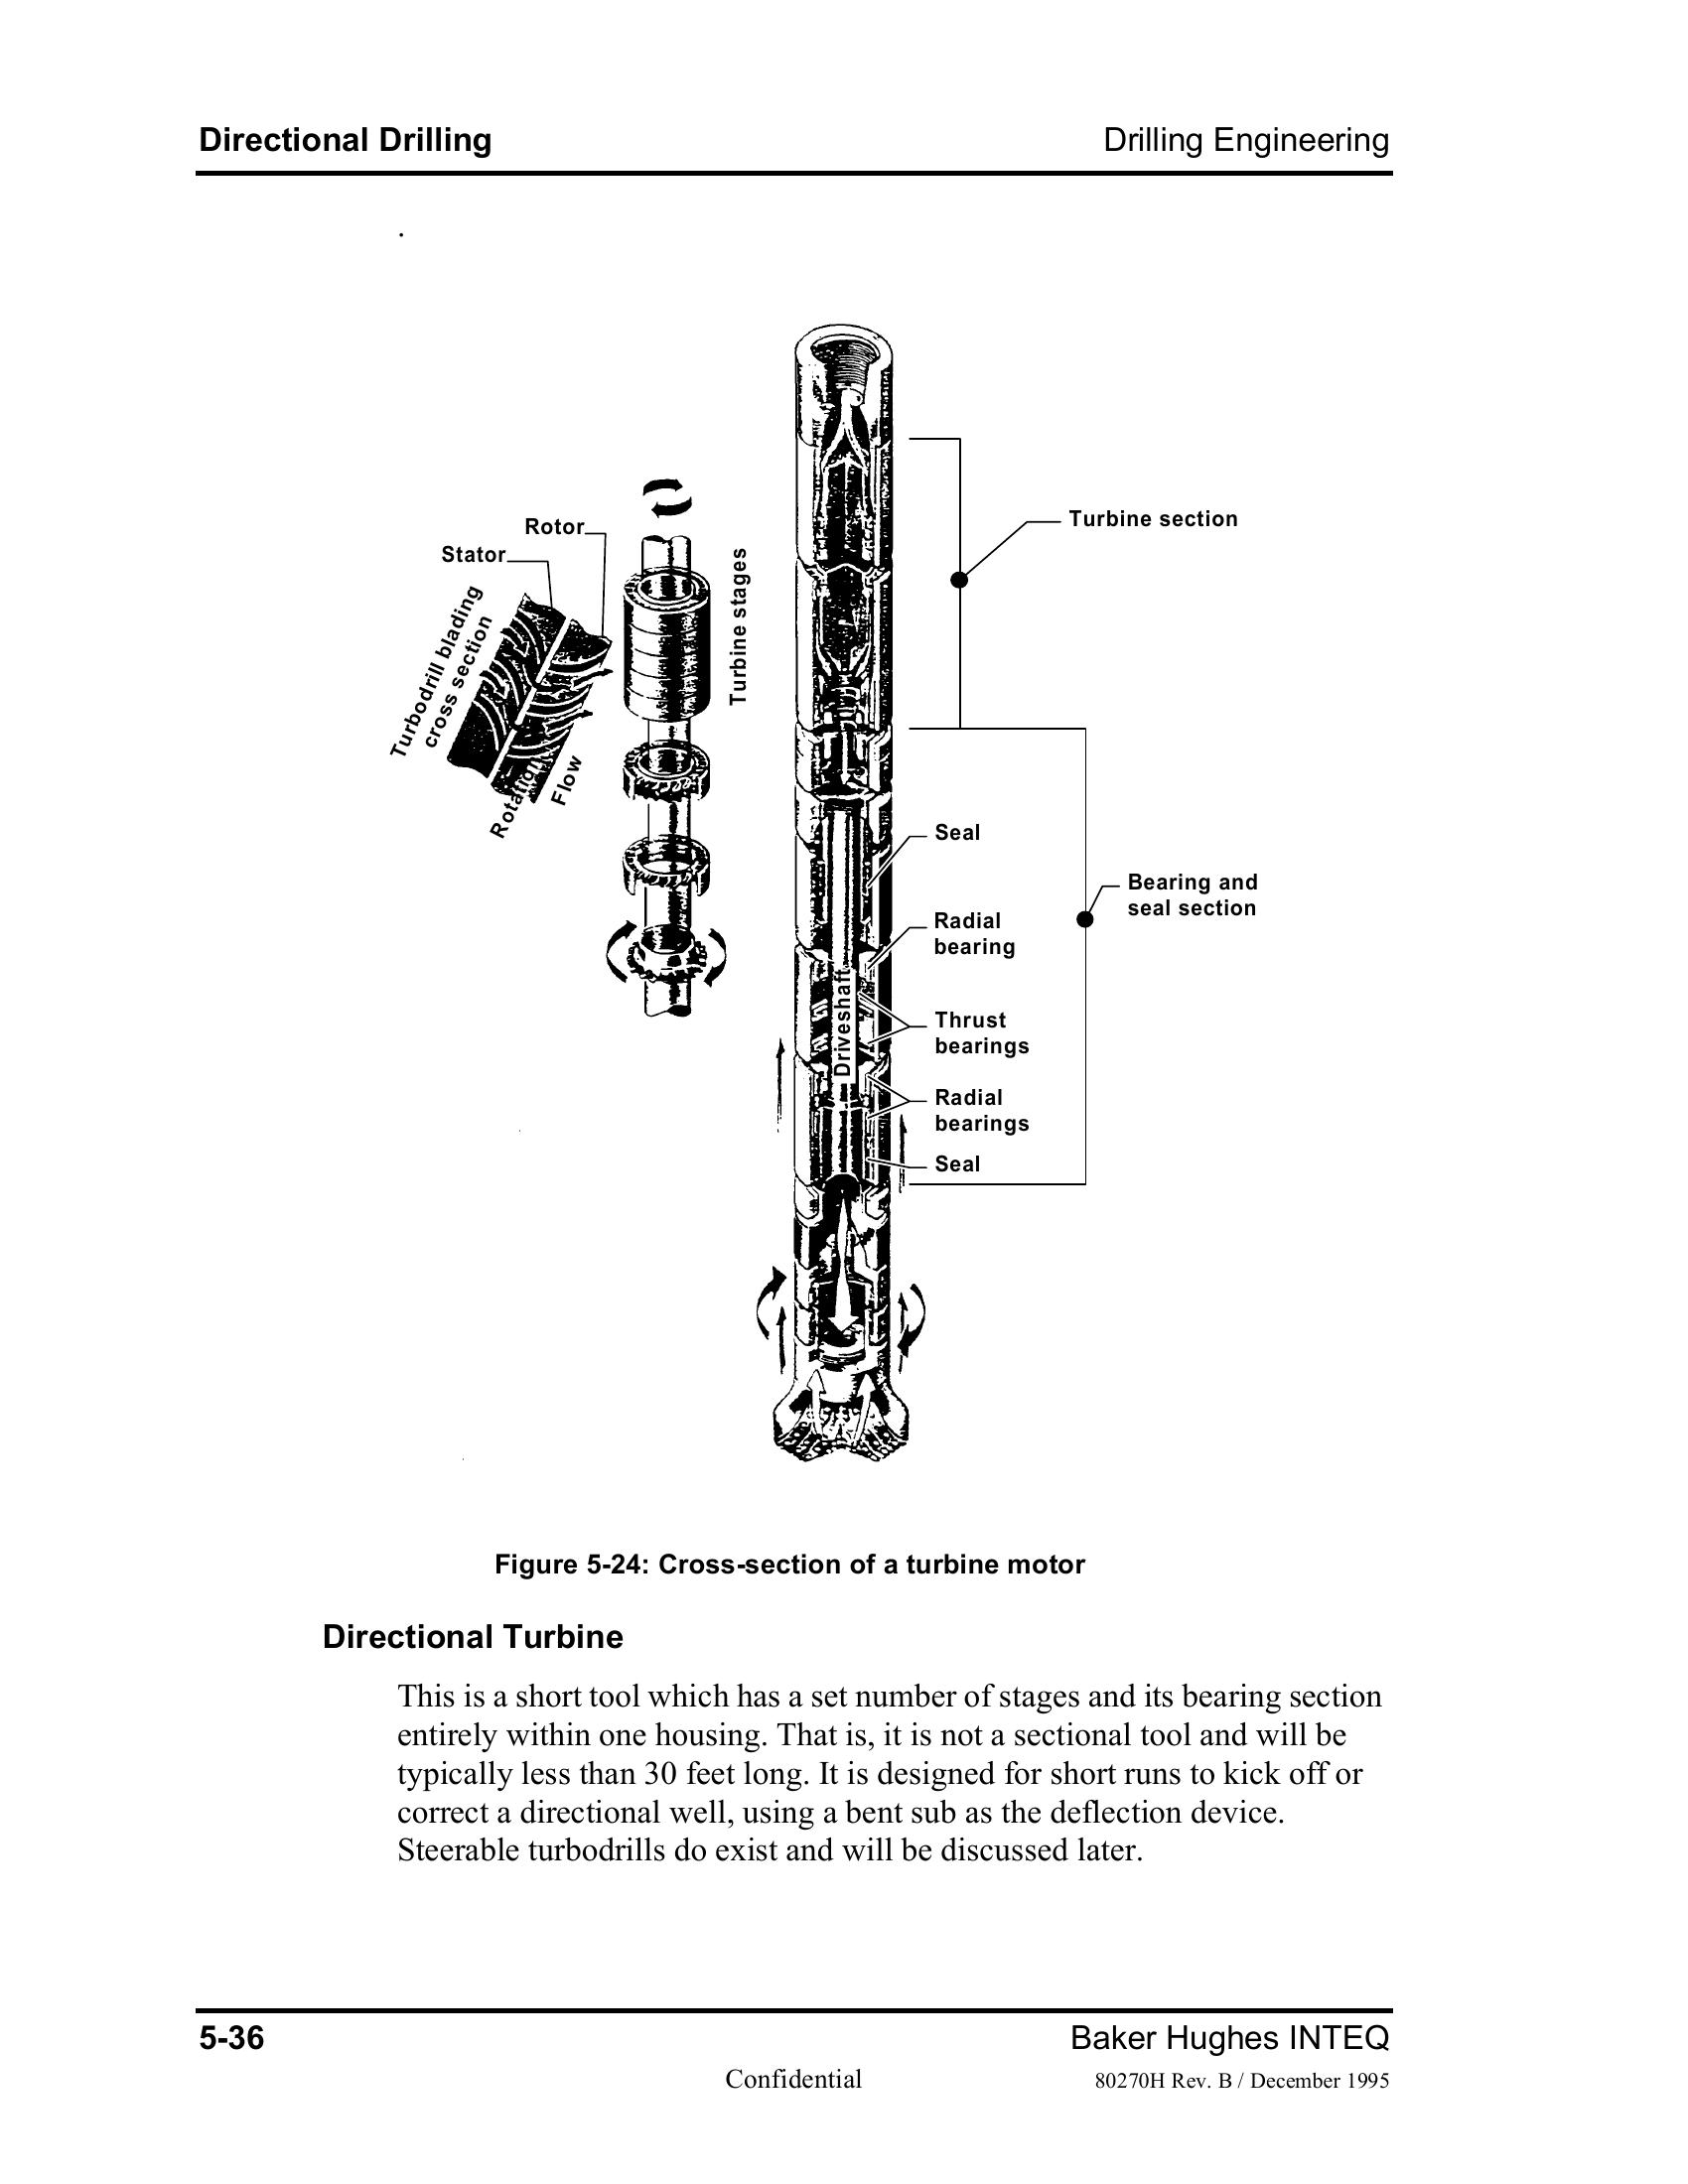 Directional Drilling
Drilling Engineering
.
Rotor
Stator
Turbodrill blading
cross section
Rotation
Flow
Turbine stages
Turbine section
Seal
Radial
bearing
Bearing and
seal section
Driveshaft
Thrust
bearings
Radial
bearings
Seal
Figure 5-24: Cross-section of a turbine motor
Directional Turbine
This is a short tool which has a set number of stages and its bearing section
entirely within one housing. That is, it is not a sectional tool and will be
typically less than 30 feet long. It is designed for short runs to kick off or
correct a directional well, using a bent sub as the deflection device.
Steerable turbodrills do exist and will be discussed later.
5-36
Baker Hughes INTEQ
Confidential
80270H Rev. B / December 1995